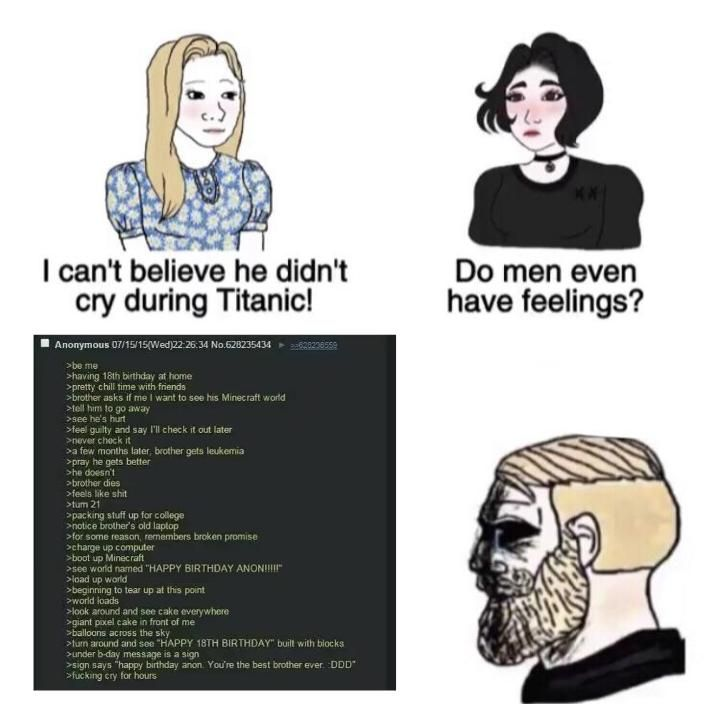 I can't believe he didn't
cry during Titanic!
Do men even
have feelings?
Anonymous 07/15/15(Wed)22:26:34 No.628235434 ▶ >>628236559
>be me
>having 18th birthday at home
>pretty chill time with friends
>brother asks if me I want to see his Minecraft world
>tell him to go away
>see he's hurt
>feel guilty and say I'll check it out later
>never check it
>a few months later, brother gets leukemia
>pray he gets better
>he doesn't
>brother dies
>feels like shit
>turn 21
>packing stuff up for college
>notice brother's old laptop
>for some reason, remembers broken promise
>charge up computer
>boot up Minecraft
>see world named "HAPPY BIRTHDAY ANON!!!!!"
>load up world
>beginning to tear up at this point
>world loads
>look around and see cake everywhere
>giant pixel cake in front of me
>balloons across the sky
>turn around and see "HAPPY 18TH BIRTHDAY" built with blocks
>under b-day message is a sign
>sign says "happy birthday anon. You're the best brother ever. :DDD"
>fucking cry for hours